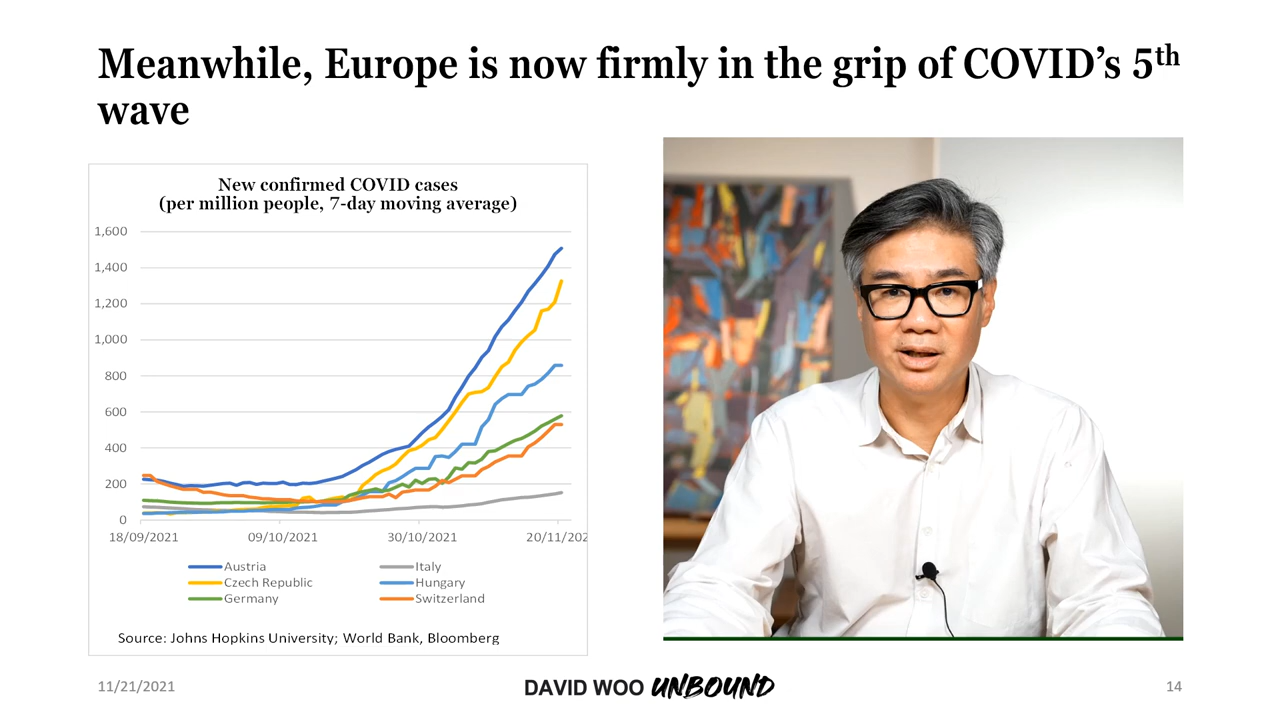 Meanwhile, Europe is now firmly in the grip of COVID’s 5th
wave
New confirmed COVID cases
(per million people, 7-day moving average)
1,600
1,400
1,200
1,000
800
600
400
200
0
18/09/2021 09/10/2021 30/10/2021 20/11/202
Austria Italy
Czech Republic Hungary
Germany Switzerland
Source: Johns Hopkins University; World Bank, Bloomberg
11/21/2021 DAVID WOO UNBOUND 14